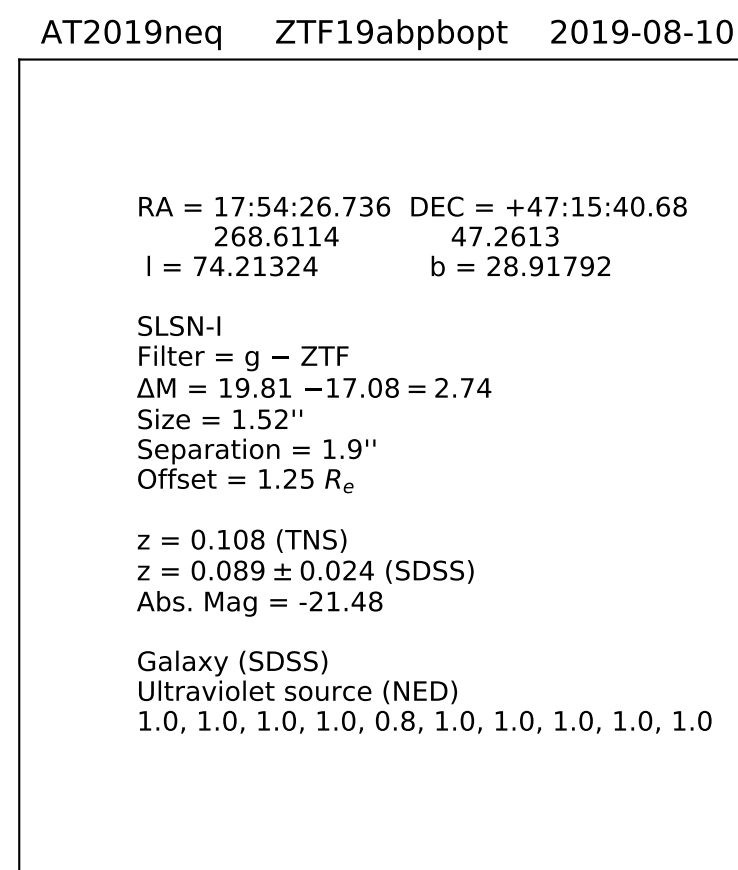 AT2019neq ZTF19abpbopt 2019-08-10
RA = 17:54:26.736 DEC = +47:15:40.68
268.6114 47.2613
l = 74.21324 b = 28.91792
SLSN-I
Filter = g − ZTF
ΔM = 19.81 −17.08 = 2.74
Size = 1.52''
Separation = 1.9''
Offset = 1.25 Re
z = 0.108 (TNS)
z = 0.089 ± 0.024 (SDSS)
Abs. Mag = -21.48
Galaxy (SDSS)
Ultraviolet source (NED)
1.0, 1.0, 1.0, 1.0, 0.8, 1.0, 1.0, 1.0, 1.0, 1.0